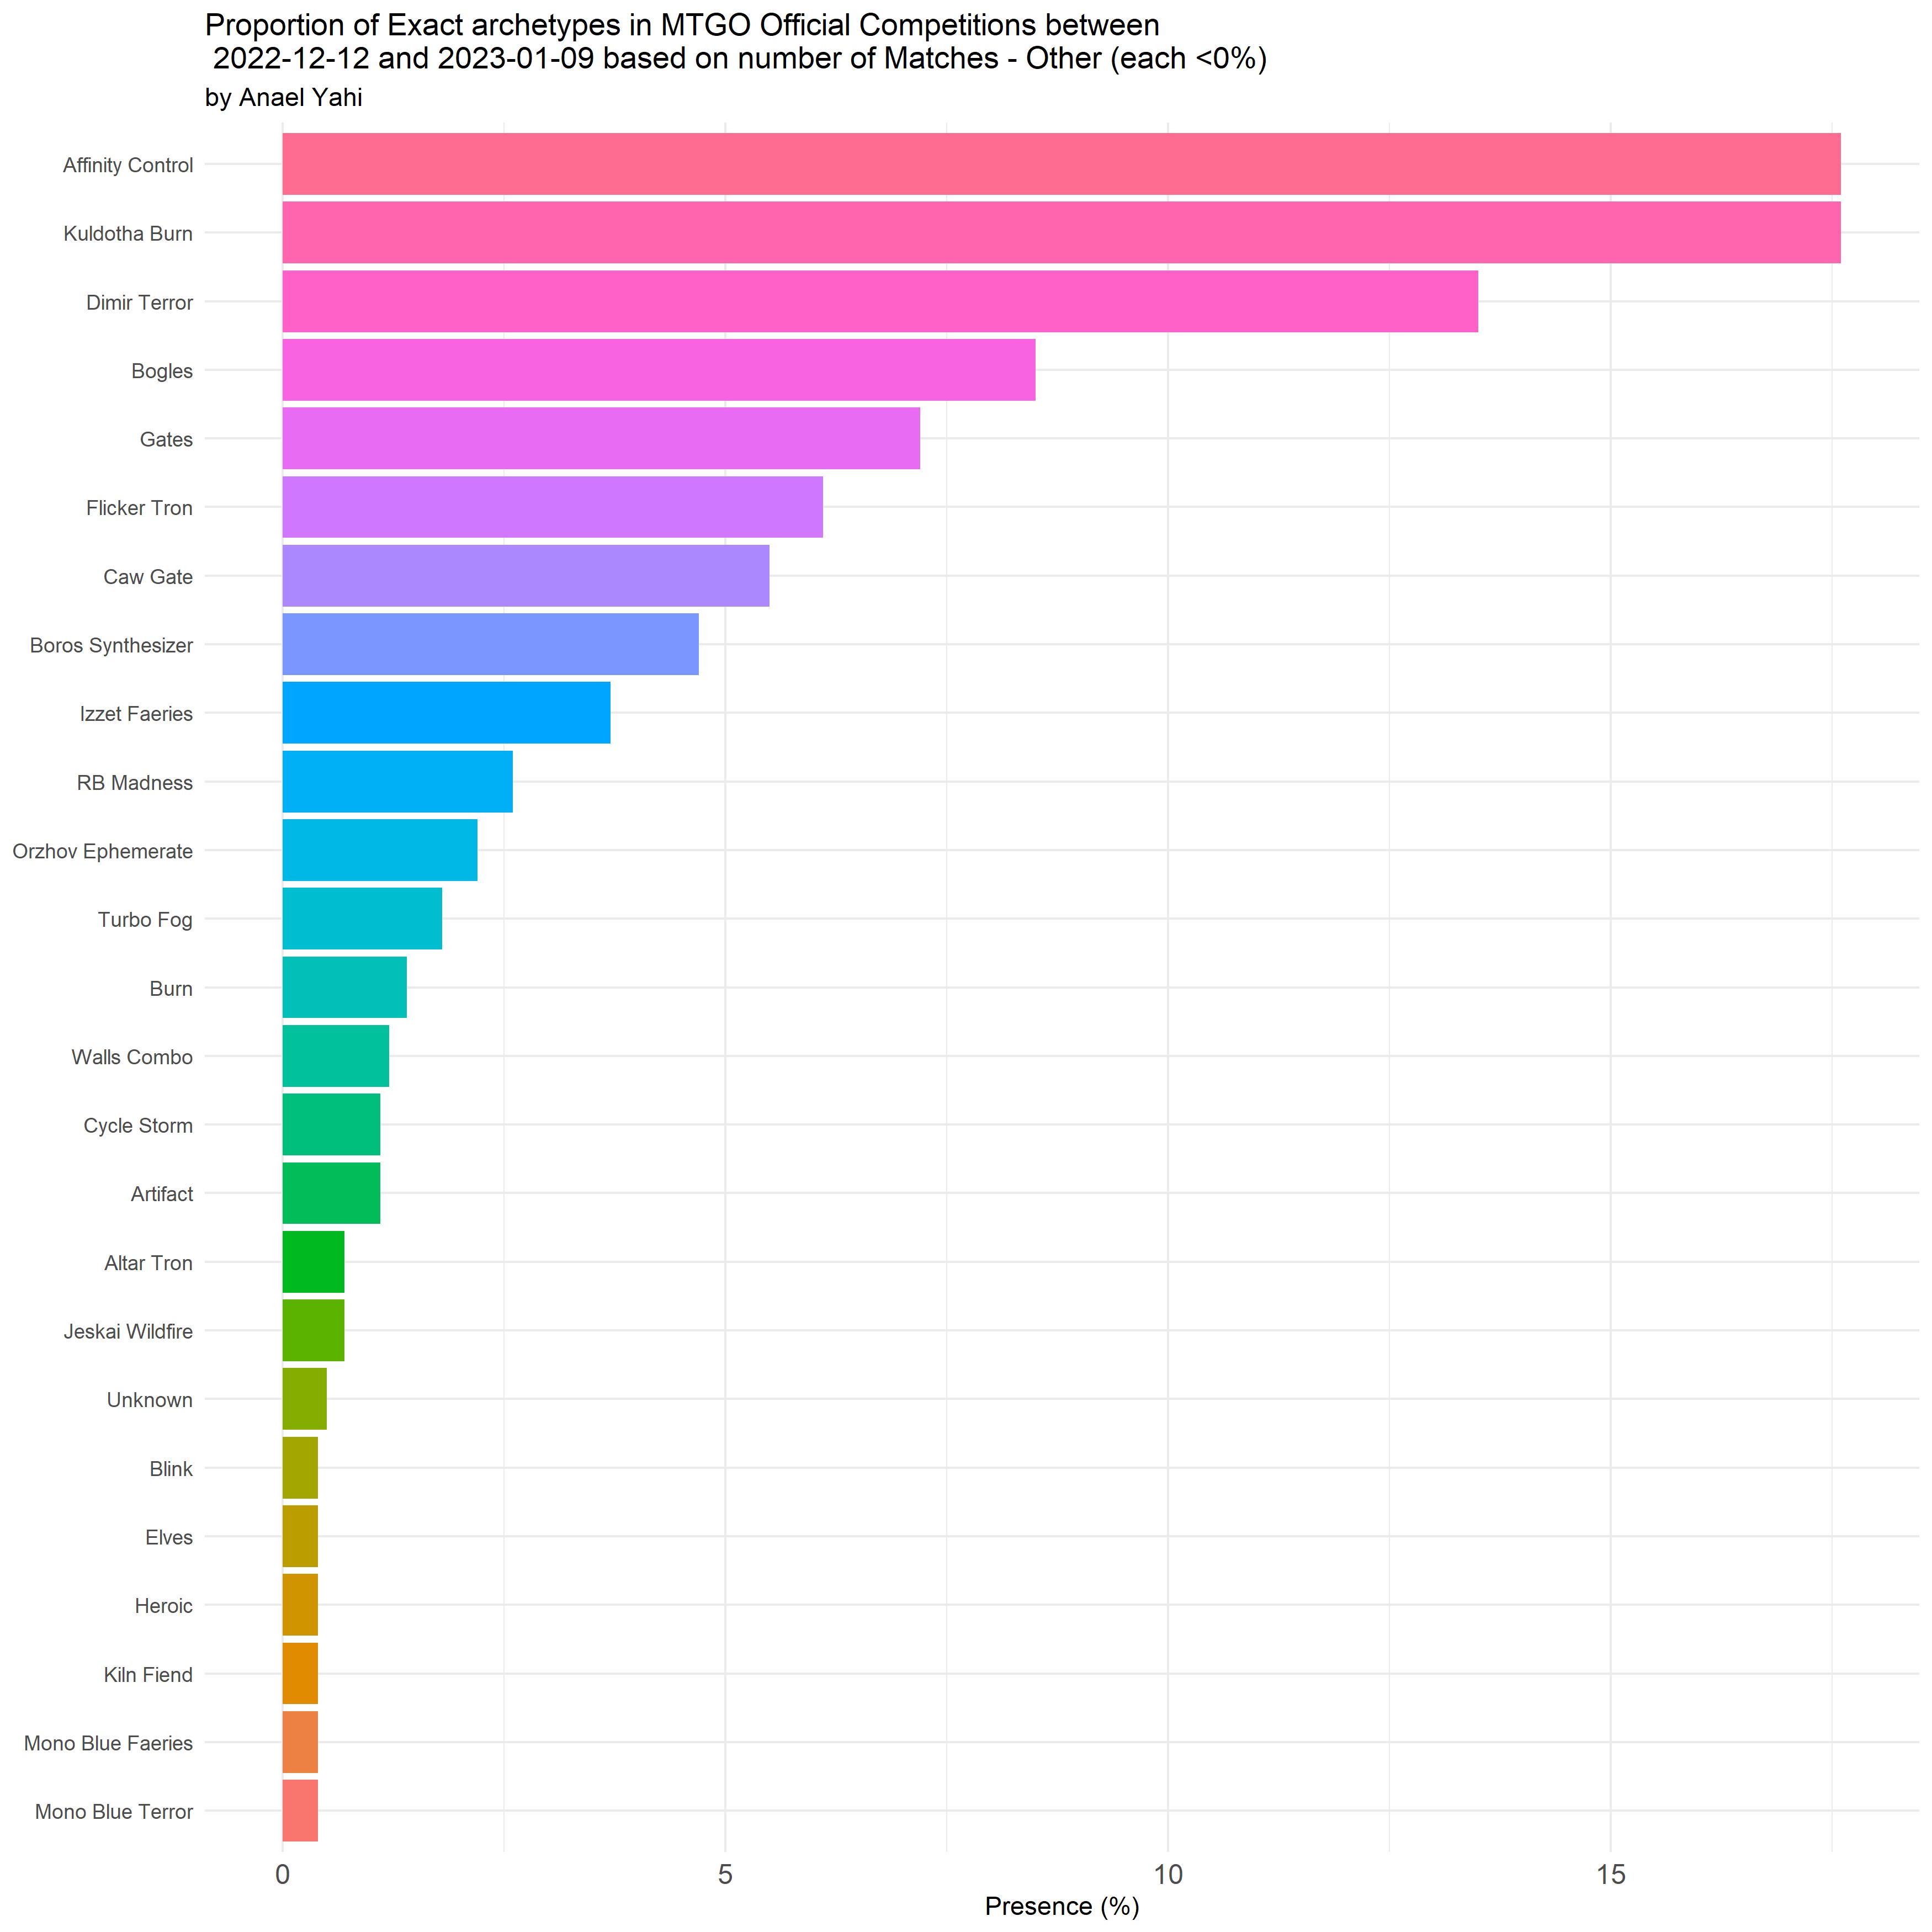 Proportion of Exact archetypes in MTGO Official Competitions between
2022-12-12 and 2023-01-09 based on number of Matches - Other (each <0%)
by Anael Yahi
Affinity Control
Kuldotha Burn
Dimir Terror
Bogles
Gates
Flicker Tron
Caw Gate
Boros Synthesizer
Izzet Faeries
RB Madness
Orzhov Ephemerate
Turbo Fog
Burn
Walls Combo
Cycle Storm
Artifact
Altar Tron
Jeskai Wildfire
Unknown
Blink
Elves
Heroic
Kiln Fiend
Mono Blue Faeries
Mono Blue Terror
0 5 10 15
Presence (%)